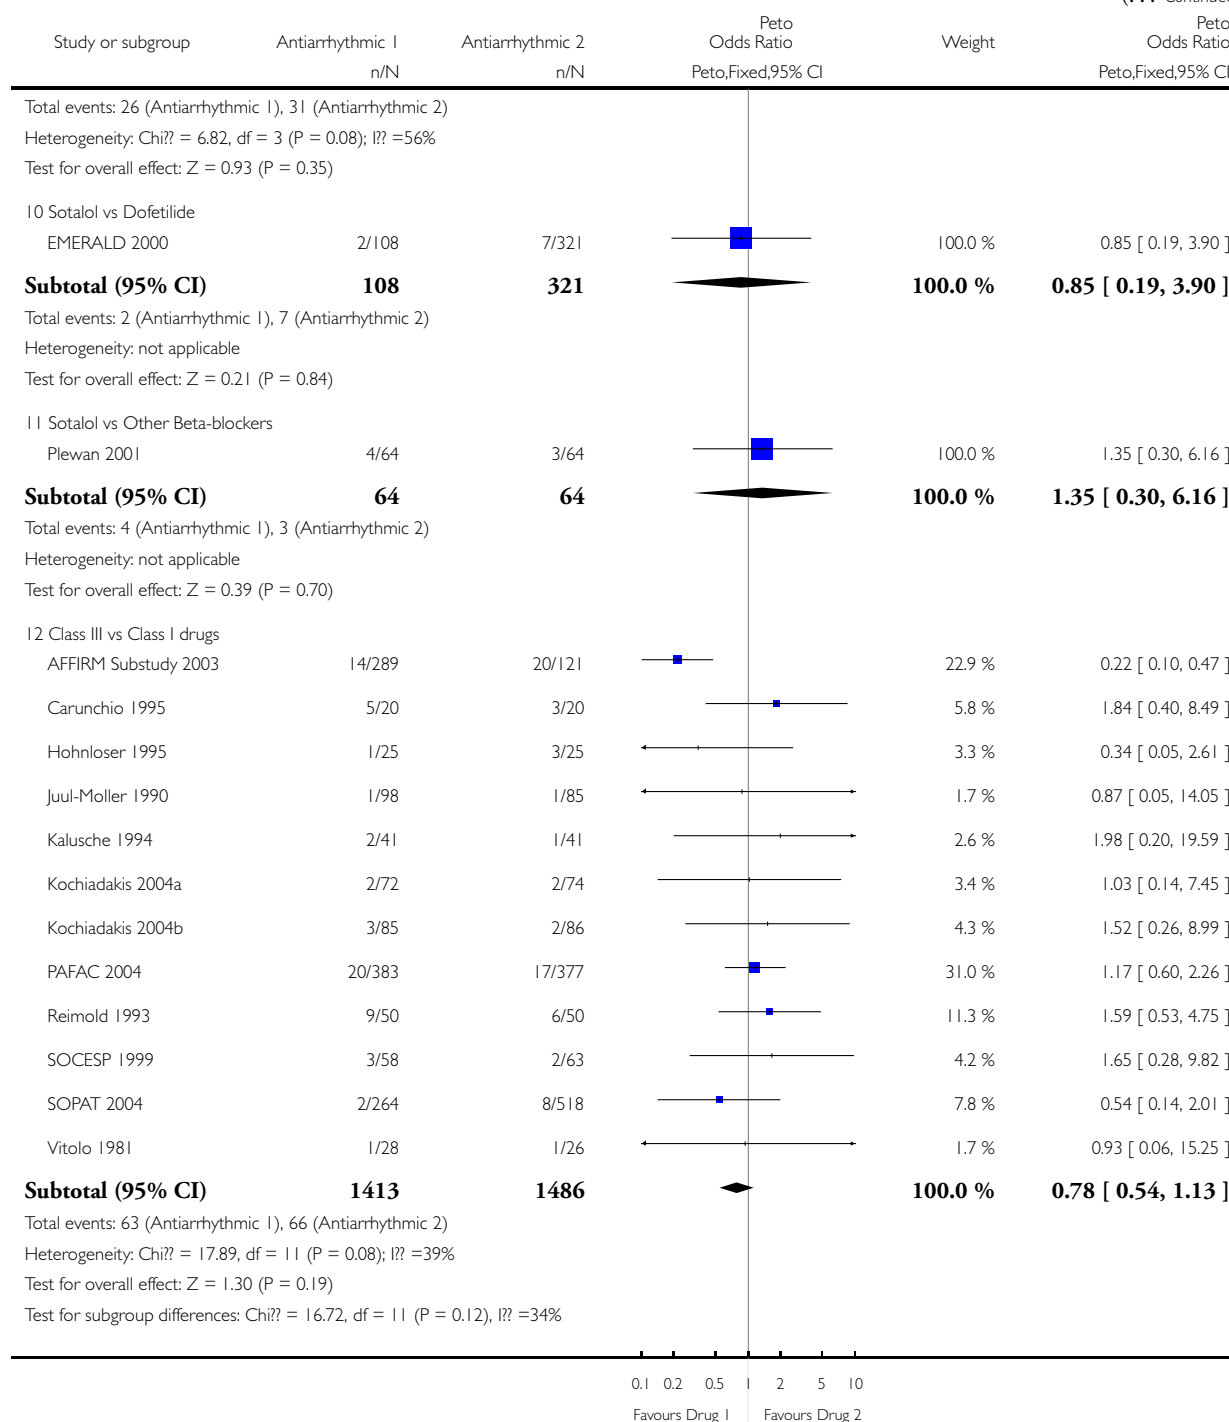 (... Continued
Study or subgroup Antiarrhythmic 1 Antiarrhythmic 2 Peto Odds Ratio Weight Peto Odds Ratio
n/N n/N Peto,Fixed,95% CI Peto,Fixed,95% CI
Total events: 26 (Antiarrhythmic 1), 31 (Antiarrhythmic 2)
Heterogeneity: Chi?? = 6.82, df = 3 (P = 0.08); I?? =56%
Test for overall effect: Z = 0.93 (P = 0.35)
10 Sotalol vs Dofetilide
EMERALD 2000 2/108 7/321 100.0 % 0.85 [ 0.19, 3.90 ]
Subtotal (95% CI) 108 321 100.0 % 0.85 [ 0.19, 3.90 ]
Total events: 2 (Antiarrhythmic 1), 7 (Antiarrhythmic 2)
Heterogeneity: not applicable
Test for overall effect: Z = 0.21 (P = 0.84)
11 Sotalol vs Other Beta-blockers
Plewan 2001 4/64 3/64 100.0 % 1.35 [ 0.30, 6.16 ]
Subtotal (95% CI) 64 64 100.0 % 1.35 [ 0.30, 6.16 ]
Total events: 4 (Antiarrhythmic 1), 3 (Antiarrhythmic 2)
Heterogeneity: not applicable
Test for overall effect: Z = 0.39 (P = 0.70)
12 Class III vs Class I drugs
AFFIRM Substudy 2003 14/289 20/121 22.9 % 0.22 [ 0.10, 0.47 ]
Carunchio 1995 5/20 3/20 5.8 % 1.84 [ 0.40, 8.49 ]
Hohnloser 1995 1/25 3/25 3.3 % 0.34 [ 0.05, 2.61 ]
Juul-Moller 1990 1/98 1/85 1.7 % 0.87 [ 0.05, 14.05 ]
Kalusche 1994 2/41 1/41 2.6 % 1.98 [ 0.20, 19.59 ]
Kochiadakis 2004a 2/72 2/74 3.4 % 1.03 [ 0.14, 7.45 ]
Kochiadakis 2004b 3/85 2/86 4.3 % 1.52 [ 0.26, 8.99 ]
PAFAC 2004 20/383 17/377 31.0 % 1.17 [ 0.60, 2.26 ]
Reimold 1993 9/50 6/50 11.3 % 1.59 [ 0.53, 4.75 ]
SOCESP 1999 3/58 2/63 4.2 % 1.65 [ 0.28, 9.82 ]
SOPAT 2004 2/264 8/518 7.8 % 0.54 [ 0.14, 2.01 ]
Vitolo 1981 1/28 1/26 1.7 % 0.93 [ 0.06, 15.25 ]
Subtotal (95% CI) 1413 1486 100.0 % 0.78 [ 0.54, 1.13 ]
Total events: 63 (Antiarrhythmic 1), 66 (Antiarrhythmic 2)
Heterogeneity: Chi?? = 17.89, df = 11 (P = 0.08); I?? =39%
Test for overall effect: Z = 1.30 (P = 0.19)
Test for subgroup differences: Chi?? = 16.72, df = 11 (P = 0.12), I?? =34%
0.1 0.2 0.5 1 2 5 10
Favours Drug 1 Favours Drug 2